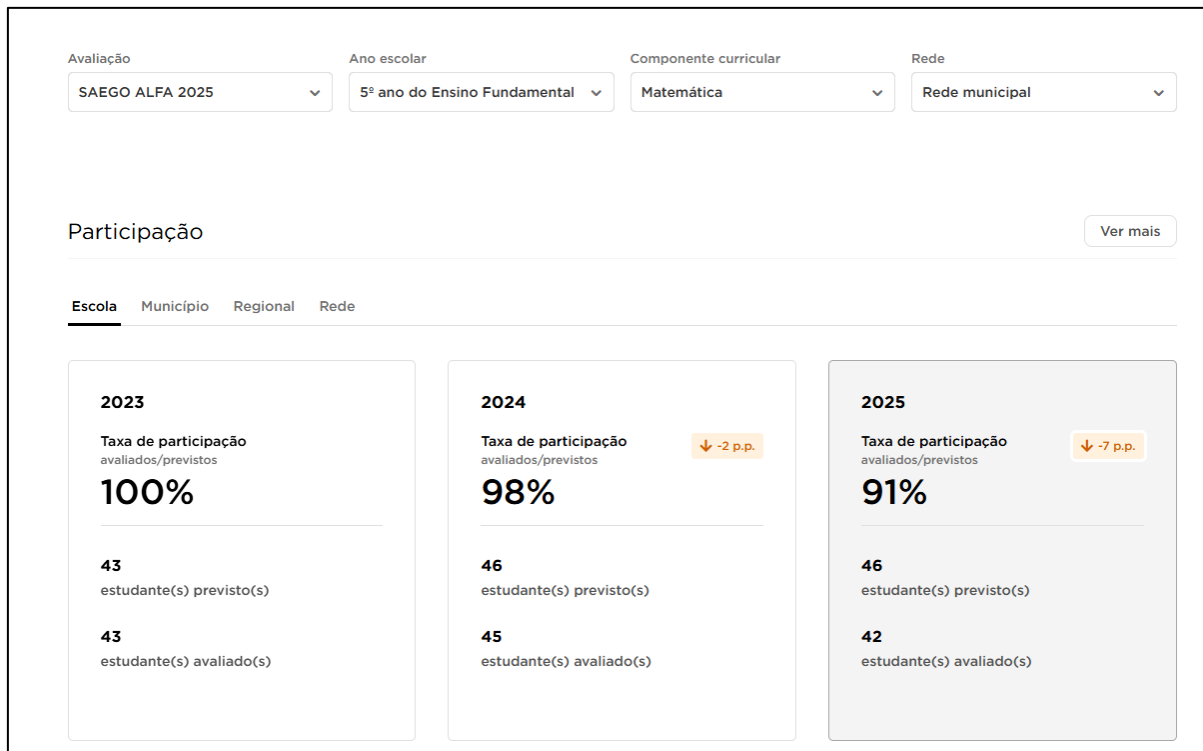 Avaliação
SAEGO ALFA 2025
Ano escolar
5º ano do Ensino Fundamental
Componente curricular
Matemática
Rede
Rede municipal
Participação
Ver mais
Escola Município Regional Rede
2023
Taxa de participação
avaliados/previstos
100%
43
estudante(s) previsto(s)
43
estudante(s) avaliado(s)
2024
Taxa de participação
-2 p.p.
avaliados/previstos
98%
46
estudante(s) previsto(s)
45
estudante(s) avaliado(s)
2025
Taxa de participação
-7 p.p.
avaliados/previstos
91%
46
estudante(s) previsto(s)
42
estudante(s) avaliado(s)